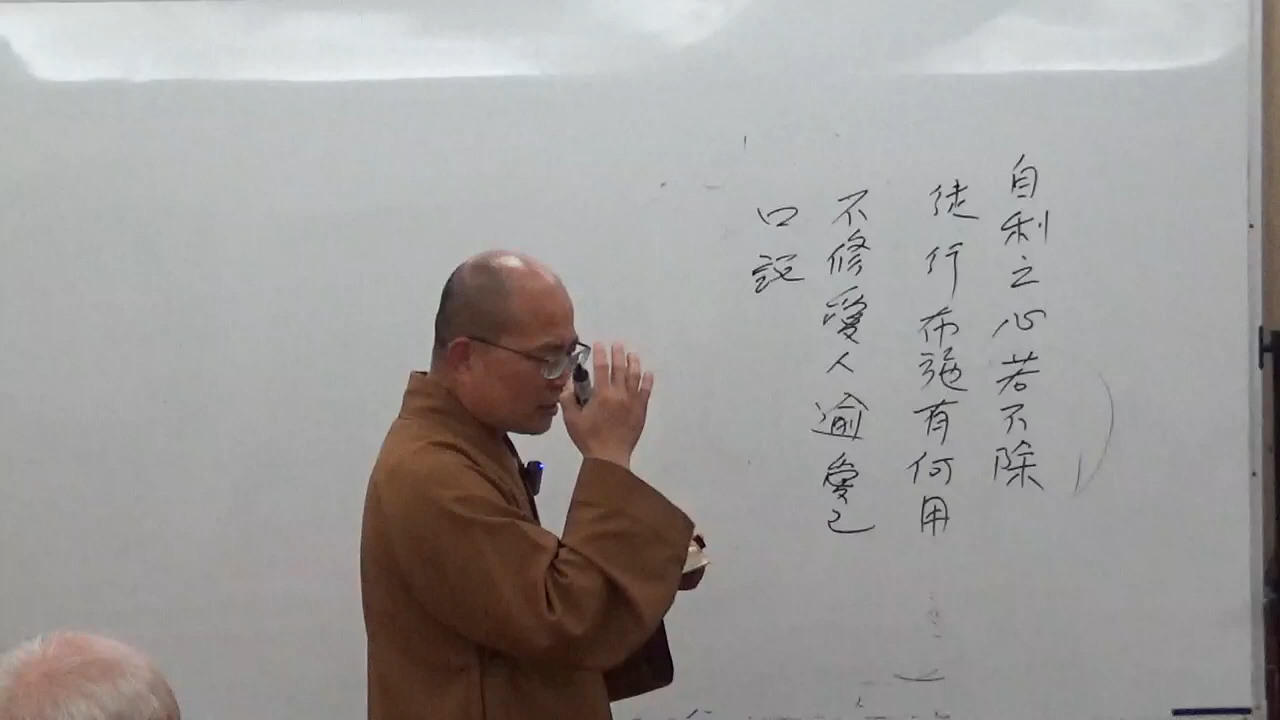 自利之心若不除
徒行布施有何用
不修愛人逾愛己
口說